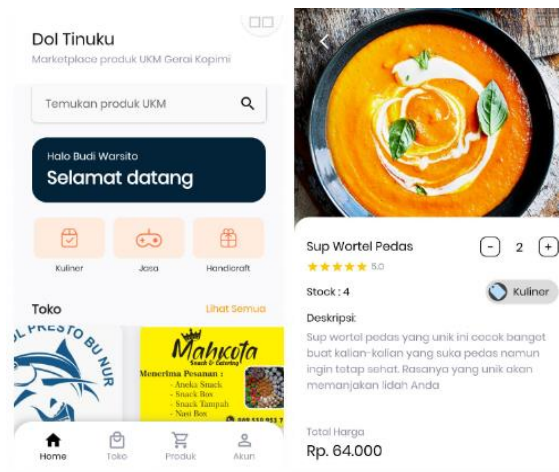 Dol Tinuku
Marketplace produk UKM Gerai Kopimi
Temukan produk UKM
Halo Budi Warsito
Selamat datang
Kuliner
Jasa
Handicraft
Toko
Lihat Semua
PRESTO BU NUR
Mahkota
Snack & Catering
Menerima Pesanan :
- Aneka Snack
- Snack Box
- Snack Tampah
- Nasi Box
Home
Toko
Produk
Akun
Sup Wortel Pedas
- 2 +
5.0
Stock : 4
Kuliner
Deskripsi:
Sup wortel pedas yang unik ini cocok banget
buat kalian-kalian yang suka pedas namun
ingin tetap sehat. Rasanya yang unik akan
memanjakan lidah Anda
Total Harga
Rp. 64.000